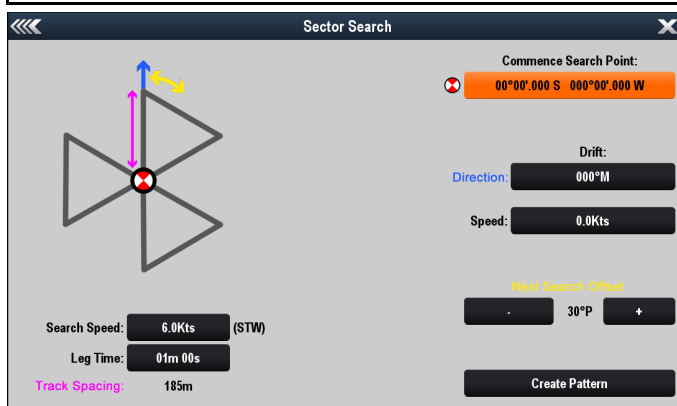 Sector Search
Commence Search Point:
00°00'.000 S 000°00'.000 W
Drift:
Direction: 000°M
Speed: 0.0Kts
Next Search Offset
- 30°P +
Search Speed: 6.0Kts (STW)
Leg Time: 01m 00s
Track Spacing: 185m
Create Pattern